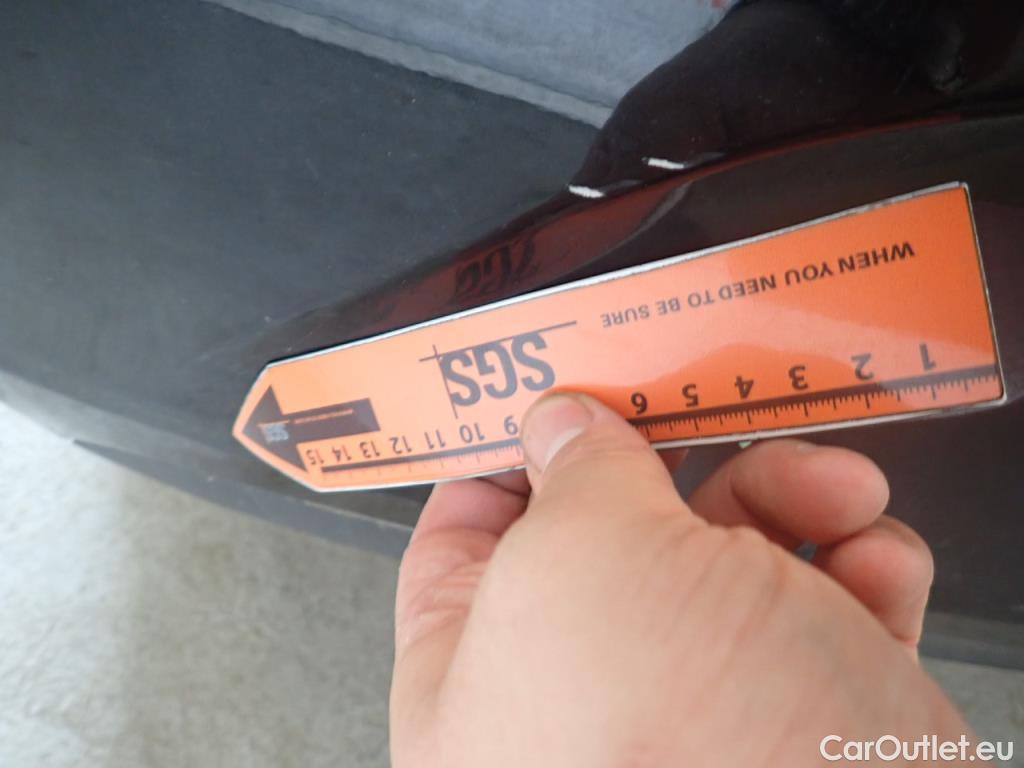 WHEN YOU NEED TO BE SURE
SGS
1 2 3 4 5 6 9 10 11 12 13 14 15
CarOutlet.eu